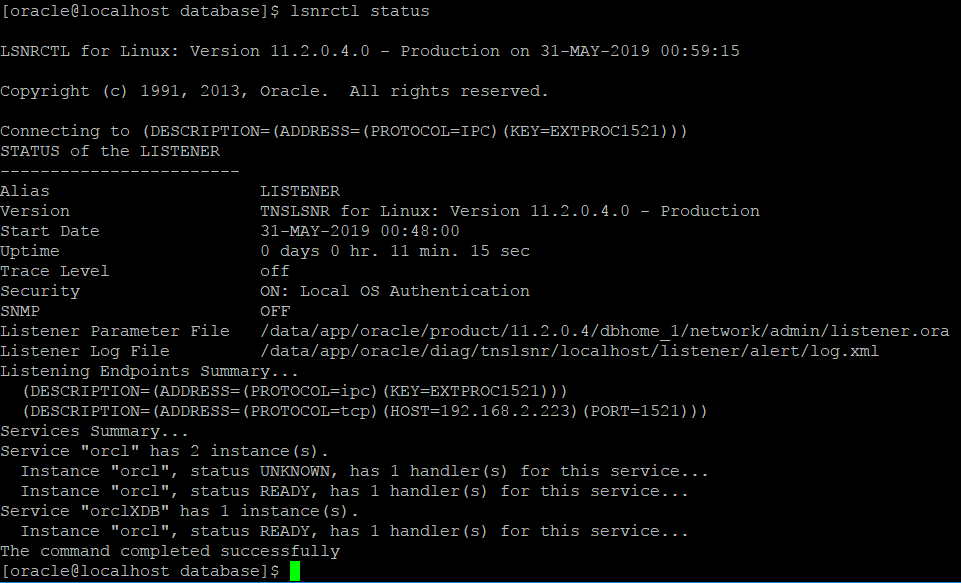 [oracle@localhost database]$ lsnrctl status
LSNRCTL for Linux: Version 11.2.0.4.0 - Production on 31-MAY-2019 00:59:15
Copyright (c) 1991, 2013, Oracle.  All rights reserved.
Connecting to (DESCRIPTION=(ADDRESS=(PROTOCOL=IPC)(KEY=EXTPROC1521)))
STATUS of the LISTENER
------------------------
Alias                     LISTENER
Version                   TNSLSNR for Linux: Version 11.2.0.4.0 - Production
Start Date                31-MAY-2019 00:48:00
Uptime                    0 days 0 hr. 11 min. 15 sec
Trace Level               off
Security                  ON: Local OS Authentication
SNMP                      OFF
Listener Parameter File   /data/app/oracle/product/11.2.0.4/dbhome_1/network/admin/listener.ora
Listener Log File         /data/app/oracle/diag/tnslsnr/localhost/listener/alert/log.xml
Listening Endpoints Summary...
  (DESCRIPTION=(ADDRESS=(PROTOCOL=ipc)(KEY=EXTPROC1521)))
  (DESCRIPTION=(ADDRESS=(PROTOCOL=tcp)(HOST=192.168.2.223)(PORT=1521)))
Services Summary...
Service "orcl" has 2 instance(s).
  Instance "orcl", status UNKNOWN, has 1 handler(s) for this service...
  Instance "orcl", status READY, has 1 handler(s) for this service...
Service "orclXDB" has 1 instance(s).
  Instance "orcl", status READY, has 1 handler(s) for this service...
The command completed successfully
[oracle@localhost database]$